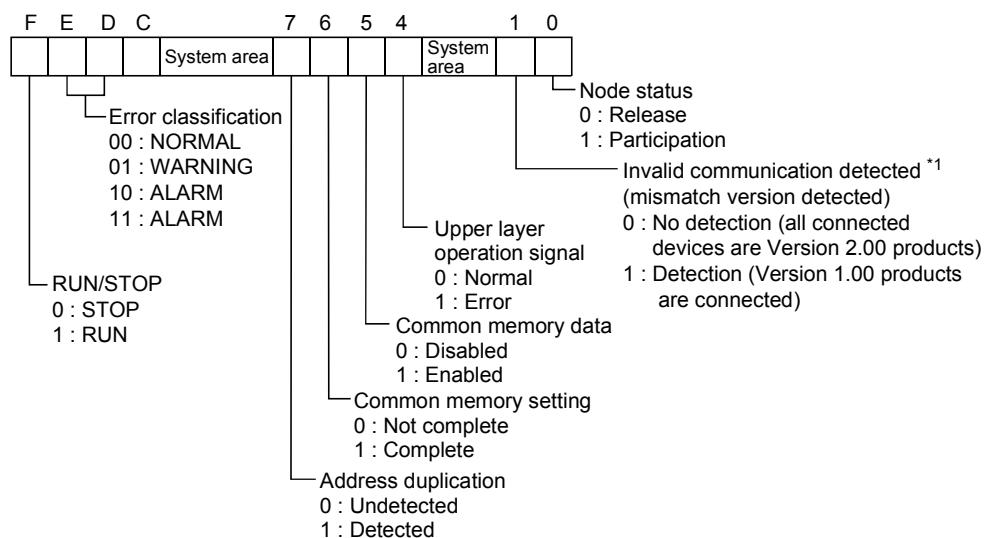 F E D C 7 6 5 4 1 0
System area
System
area
Node status
0 : Release
1 : Participation
Error classification
00 : NORMAL
01 : WARNING
10 : ALARM
11 : ALARM
Invalid communication detected *1
(mismatch version detected)
0 : No detection (all connected
devices are Version 2.00 products)
1 : Detection (Version 1.00 products
are connected)
Upper layer
operation signal
0 : Normal
1 : Error
RUN/STOP
0 : STOP
1 : RUN
Common memory data
0 : Disabled
1 : Enabled
Common memory setting
0 : Not complete
1 : Complete
Address duplication
0 : Undetected
1 : Detected